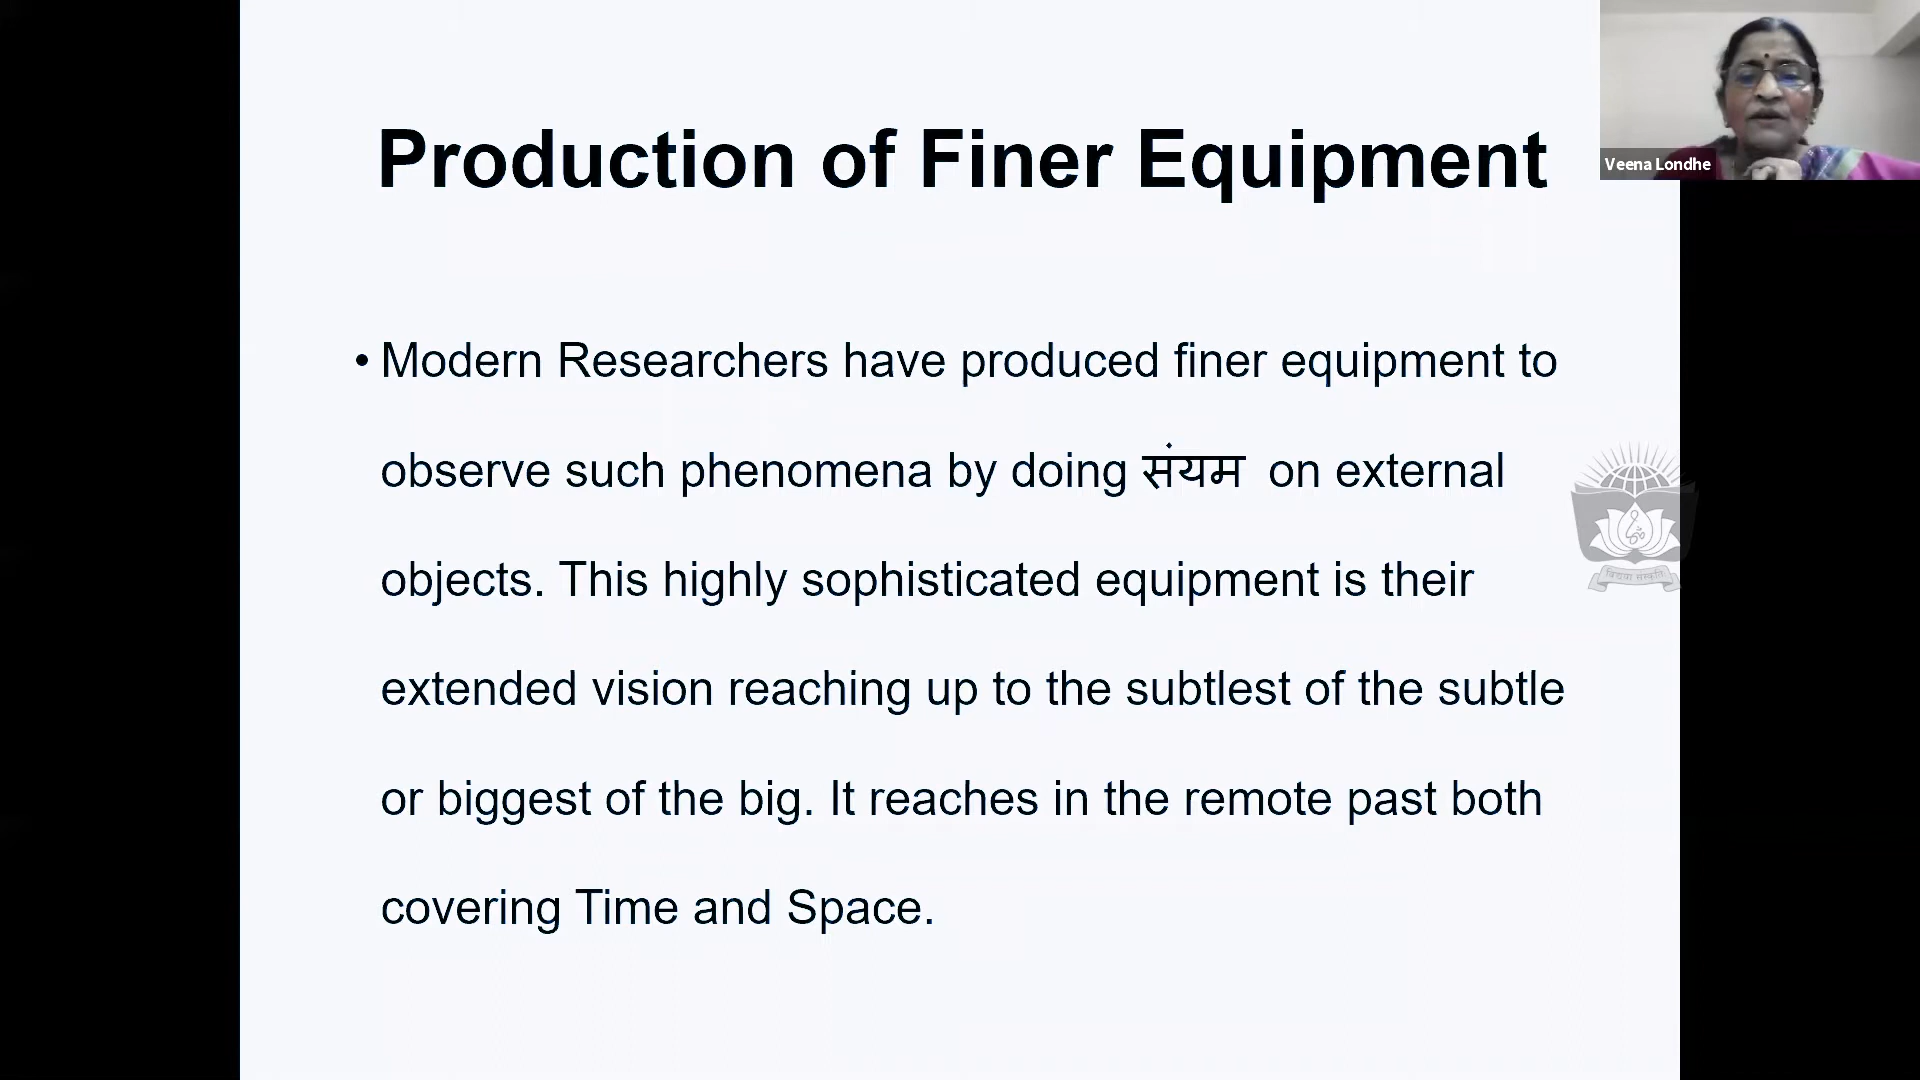 Production of Finer Equipment
Veena Londhe
• Modern Researchers have produced finer equipment to
observe such phenomena by doing संयम on external
objects. This highly sophisticated equipment is their
extended vision reaching up to the subtlest of the subtle
or biggest of the big. It reaches in the remote past both
covering Time and Space.